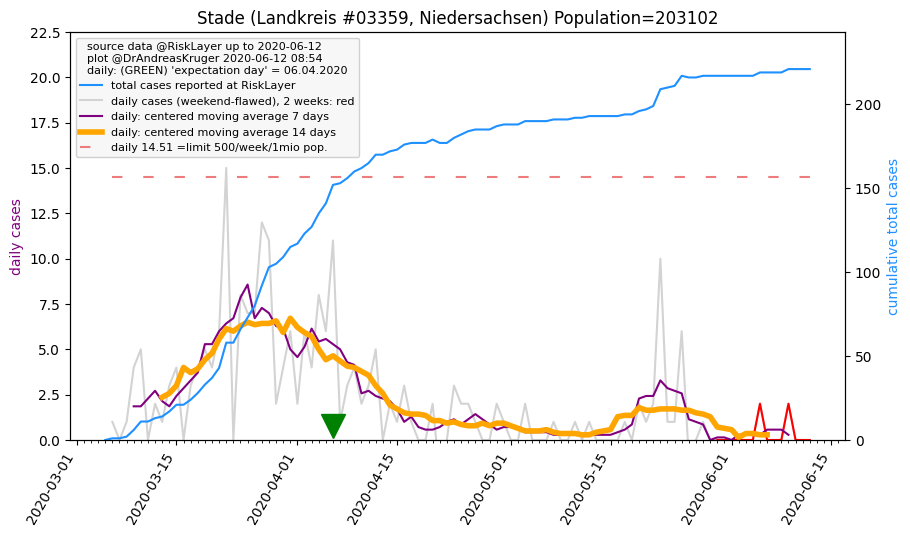 Stade (Landkreis #03359, Niedersachsen) Population=203102
source data @RiskLayer up to 2020-06-12
plot @DrAndreasKruger 2020-06-12 08:54
daily: (GREEN) 'expectation day' = 06.04.2020
total cases reported at RiskLayer
daily cases (weekend-flawed), 2 weeks: red
daily: centered moving average 7 days
daily: centered moving average 14 days
daily 14.51 =limit 500/week/1mio pop.
daily cases
22.5
20.0
17.5
15.0
12.5
10.0
7.5
5.0
2.5
0.0
cumulative total cases
200
150
100
50
0
2020-03-01
2020-03-15
2020-04-01
2020-04-15
2020-05-01
2020-05-15
2020-06-01
2020-06-15